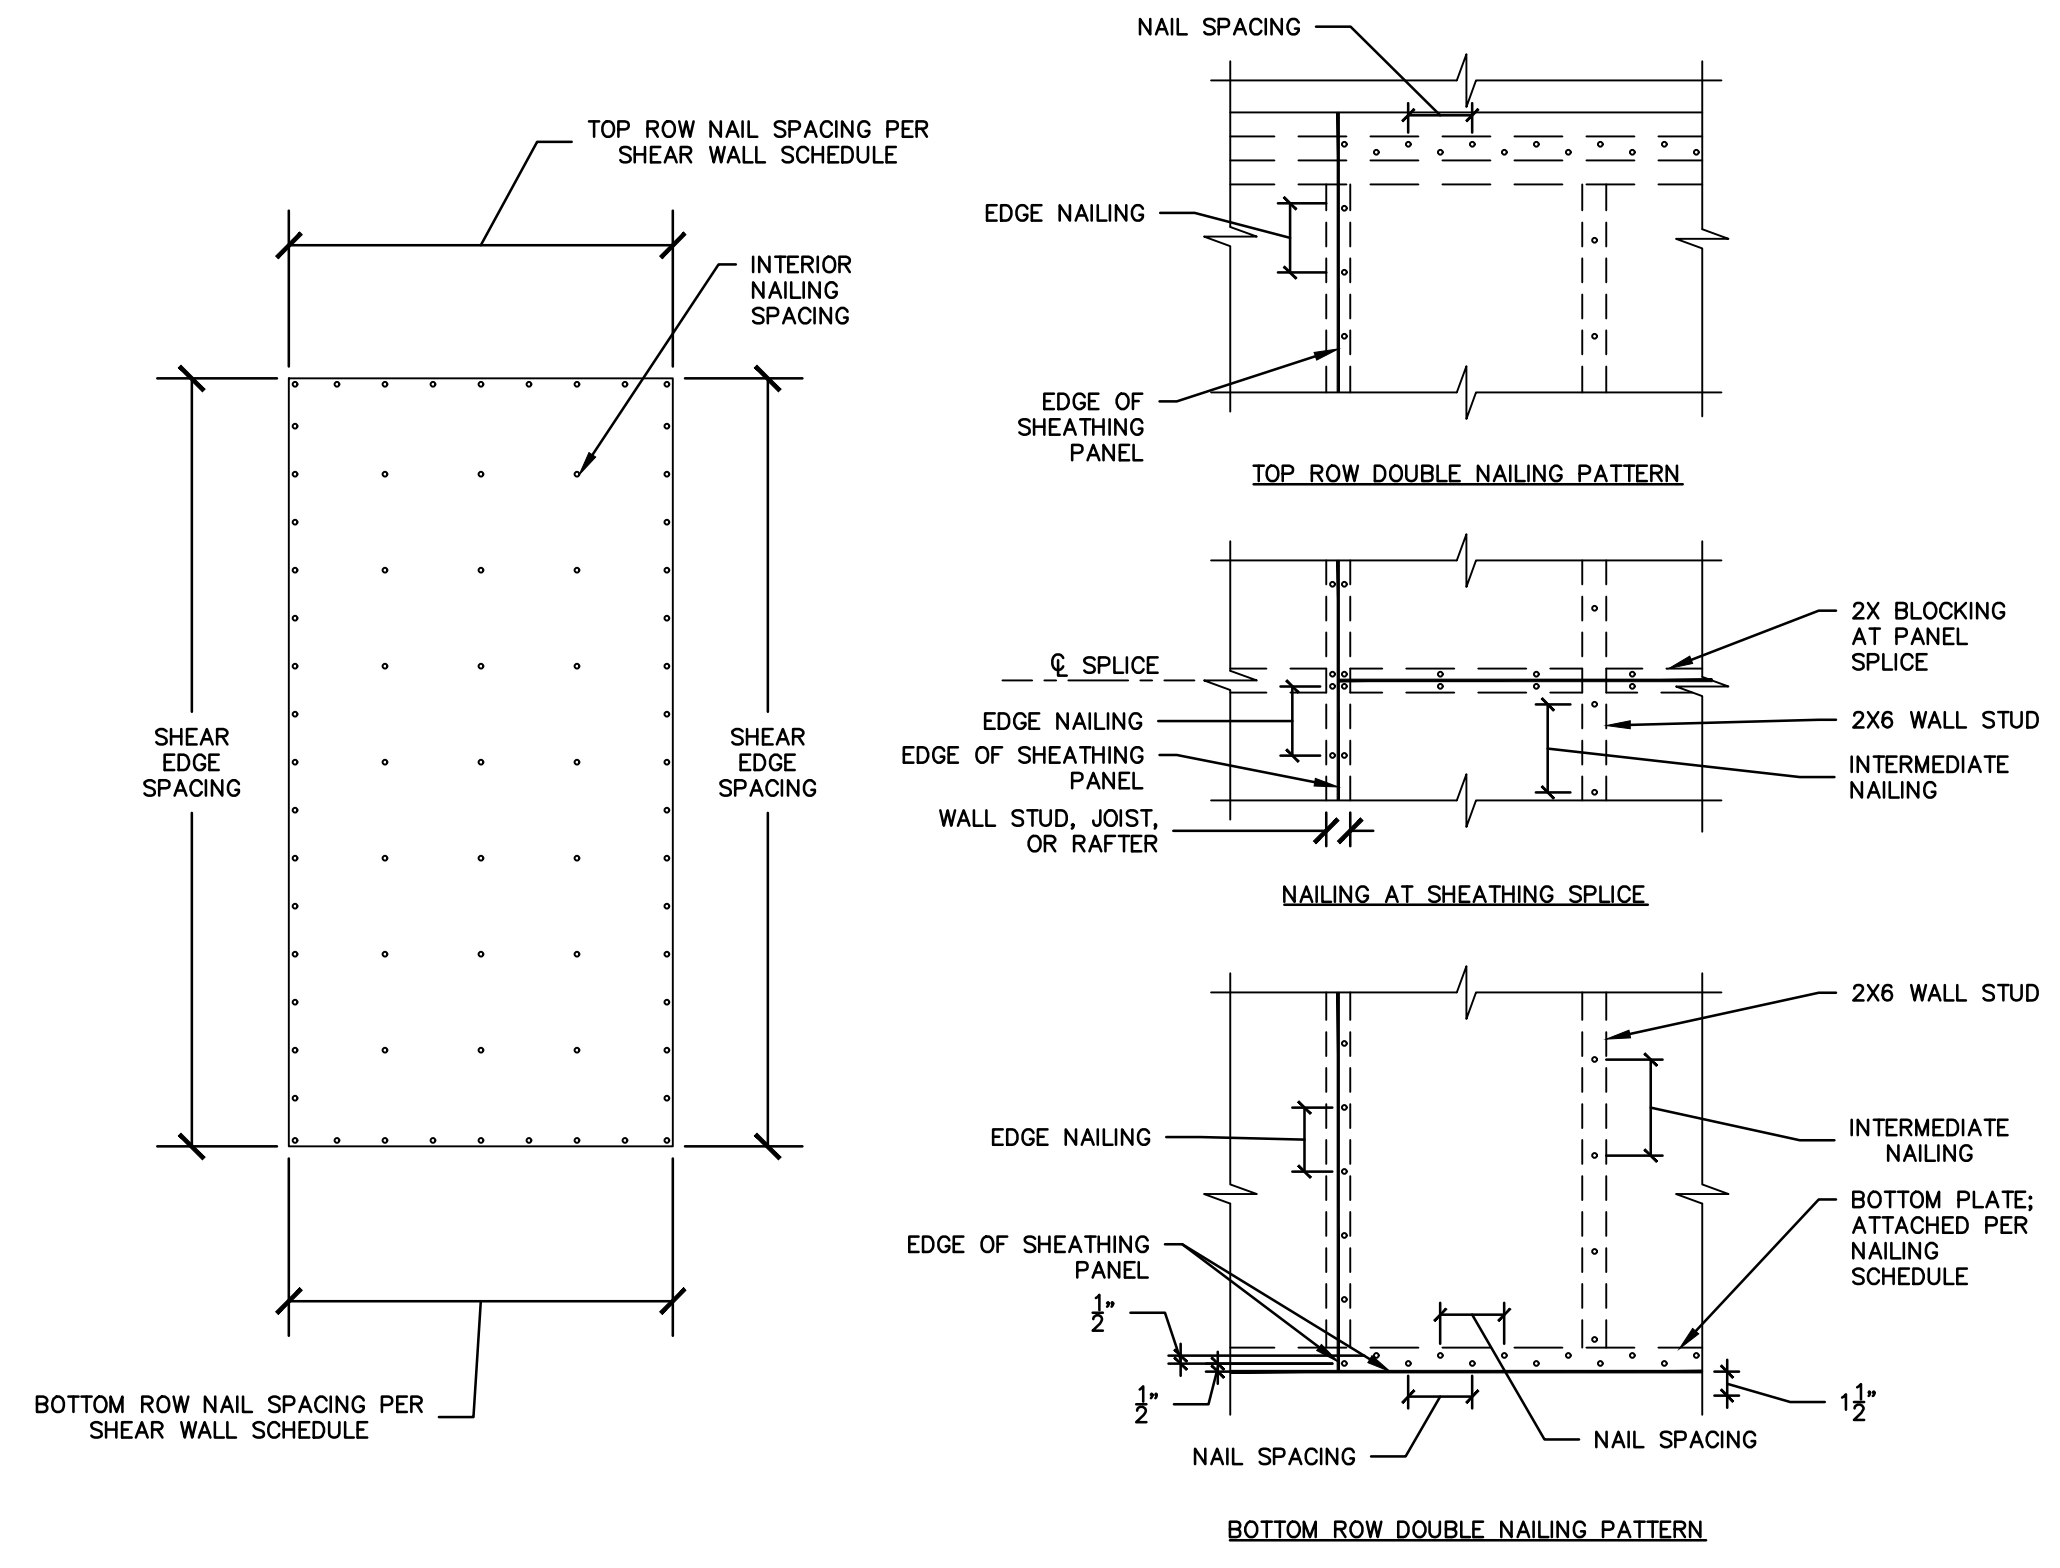 TOP ROW NAIL SPACING PER
SHEAR WALL SCHEDULE
INTERIOR
NAILING
SPACING
SHEAR
EDGE
SPACING
SHEAR
EDGE
SPACING
BOTTOM ROW NAIL SPACING PER
SHEAR WALL SCHEDULE
NAIL SPACING
EDGE NAILING
EDGE OF
SHEATHING
PANEL
TOP ROW DOUBLE NAILING PATTERN
℄ SPLICE
EDGE NAILING
EDGE OF SHEATHING
PANEL
WALL STUD, JOIST,
OR RAFTER
2X BLOCKING
AT PANEL
SPLICE
2X6 WALL STUD
INTERMEDIATE
NAILING
NAILING AT SHEATHING SPLICE
2X6 WALL STUD
EDGE NAILING
INTERMEDIATE
NAILING
BOTTOM PLATE;
ATTACHED PER
NAILING
SCHEDULE
EDGE OF SHEATHING
PANEL
1/2"
1/2"
1 1/2"
NAIL SPACING
NAIL SPACING
BOTTOM ROW DOUBLE NAILING PATTERN